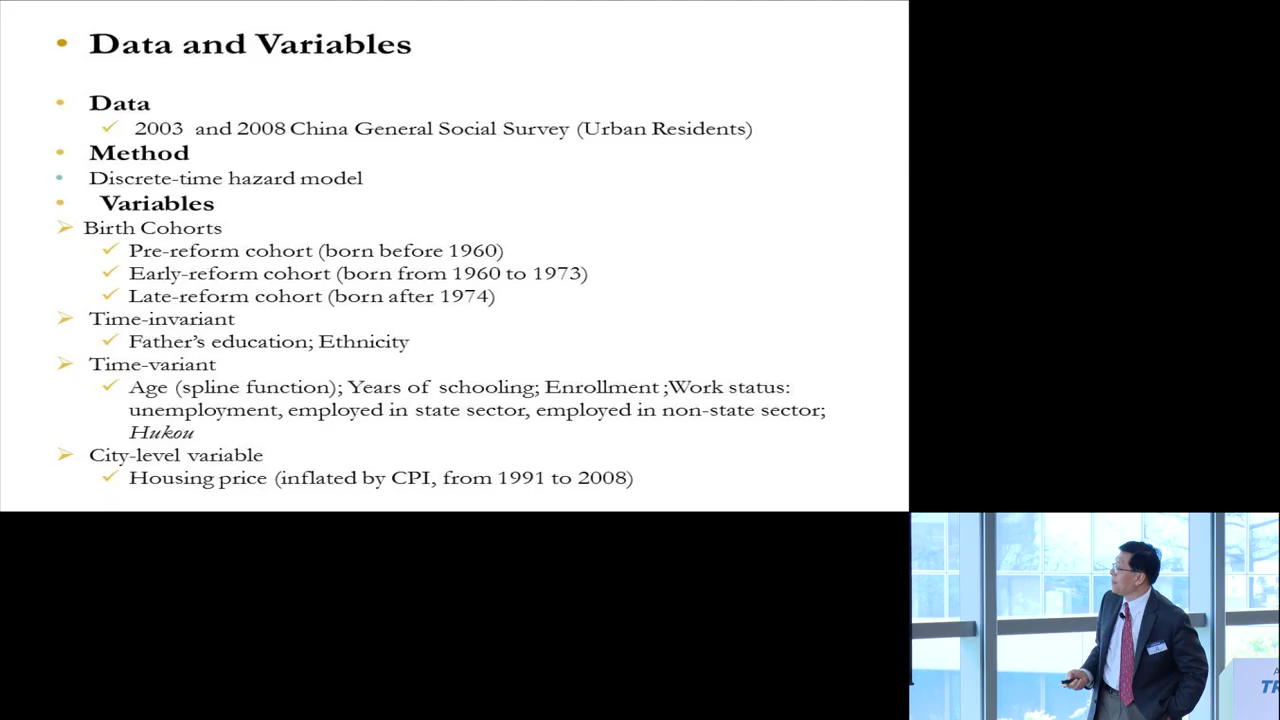 Data and Variables
Data
2003 and 2008 China General Social Survey (Urban Residents)
Method
Discrete-time hazard model
Variables
Birth Cohorts
Pre-reform cohort (born before 1960)
Early-reform cohort (born from 1960 to 1973)
Late-reform cohort (born after 1974)
Time-invariant
Father's education; Ethnicity
Time-variant
Age (spline function); Years of schooling; Enrollment ;Work status:
unemployment, employed in state sector, employed in non-state sector;
Hukou
City-level variable
Housing price (inflated by CPI, from 1991 to 2008)